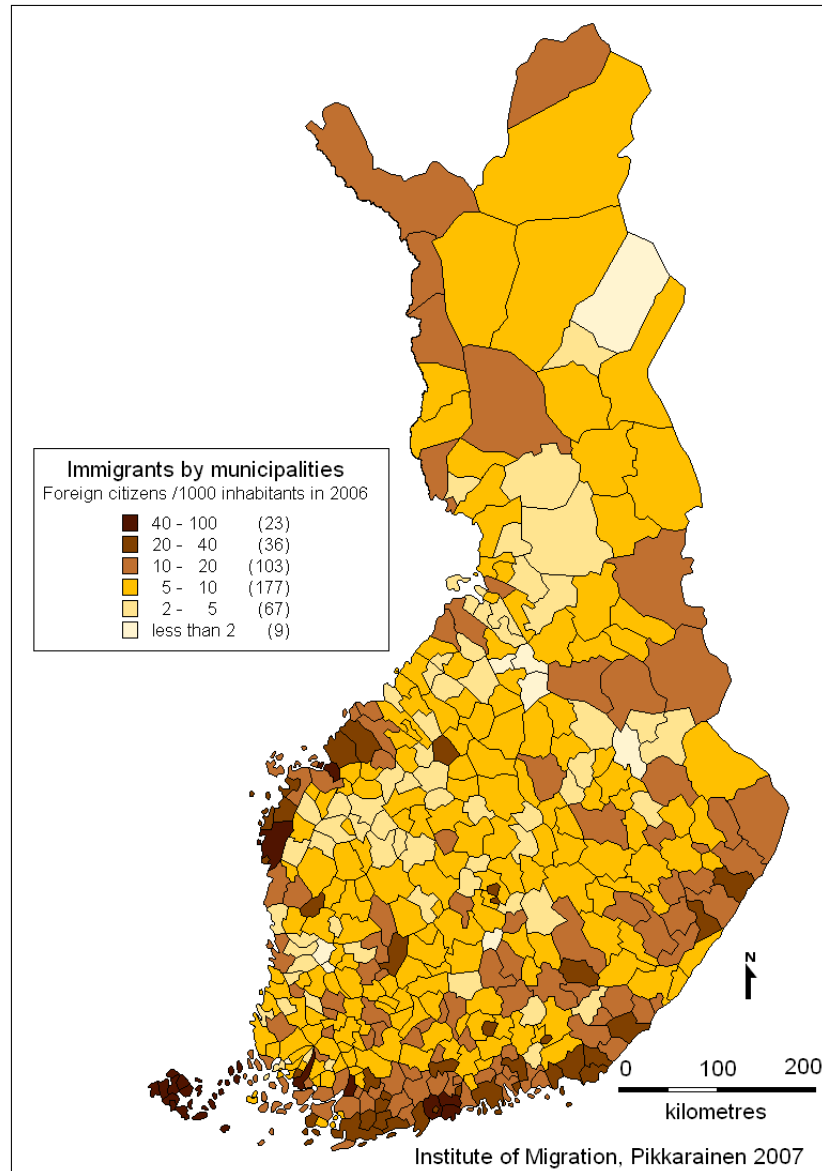 Immigrants by municipalities
Foreign citizens /1000 inhabitants in 2006
40 - 100 (23)
20 - 40 (36)
10 - 20 (103)
5 - 10 (177)
2 - 5 (67)
less than 2 (9)
N
0 100 200
kilometres
Institute of Migration, Pikkarainen 2007